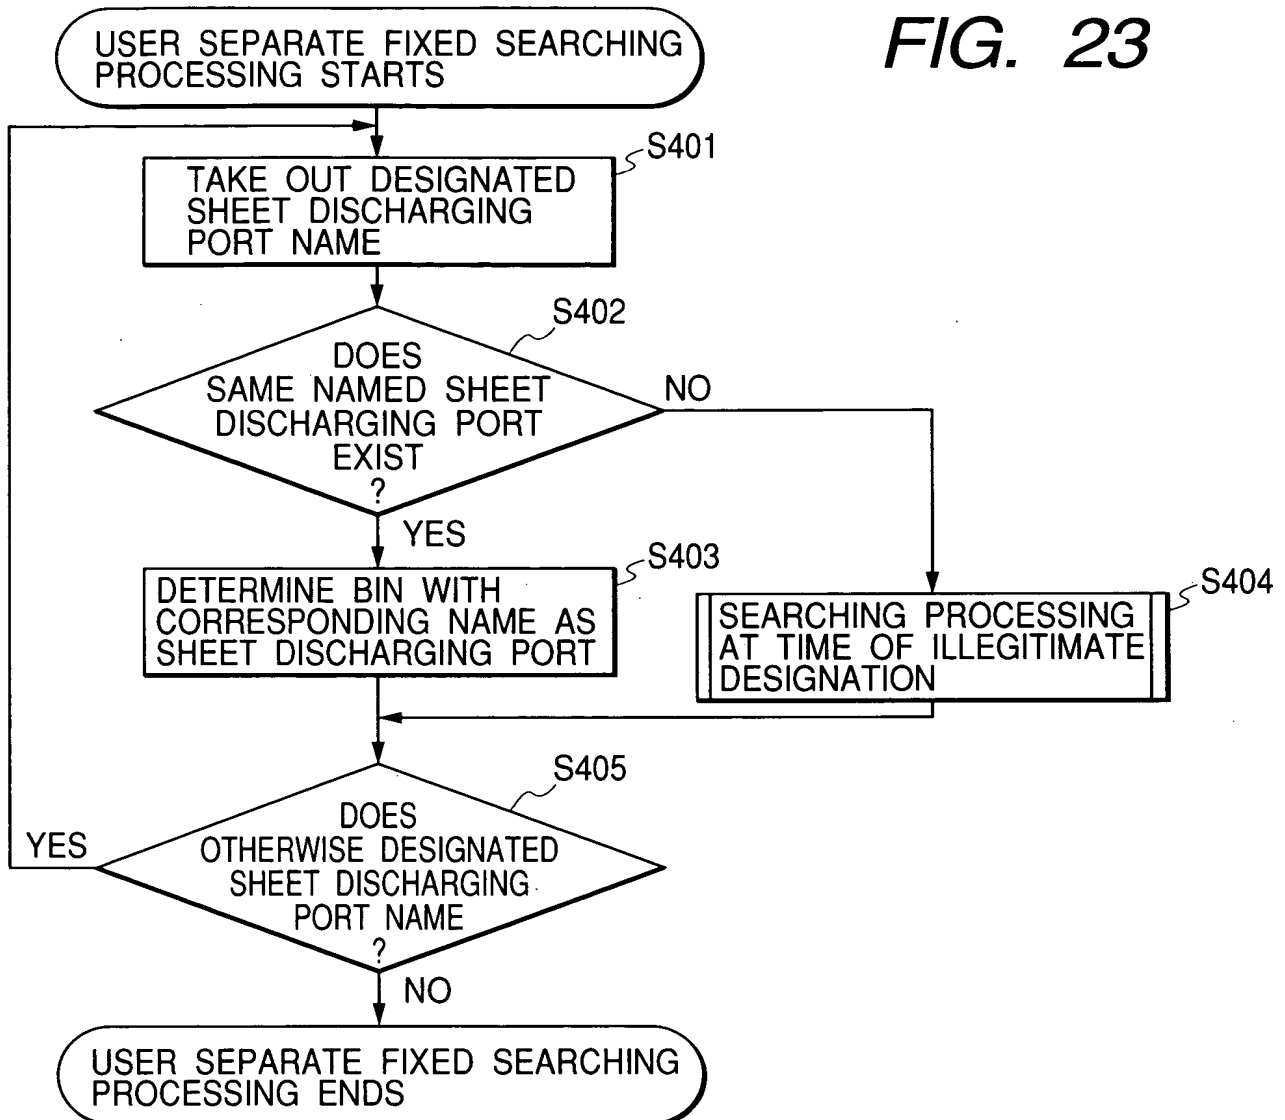 FIG. 23
USER SEPARATE FIXED SEARCHING
PROCESSING STARTS
S401
TAKE OUT DESIGNATED
SHEET DISCHARGING
PORT NAME
S402
DOES
SAME NAMED SHEET
DISCHARGING PORT
EXIST
?
NO
YES
S403
DETERMINE BIN WITH
CORRESPONDING NAME AS
SHEET DISCHARGING PORT
S404
SEARCHING PROCESSING
AT TIME OF ILLEGITIMATE
DESIGNATION
S405
DOES
OTHERWISE DESIGNATED
SHEET DISCHARGING
PORT NAME
?
YES
NO
USER SEPARATE FIXED SEARCHING
PROCESSING ENDS